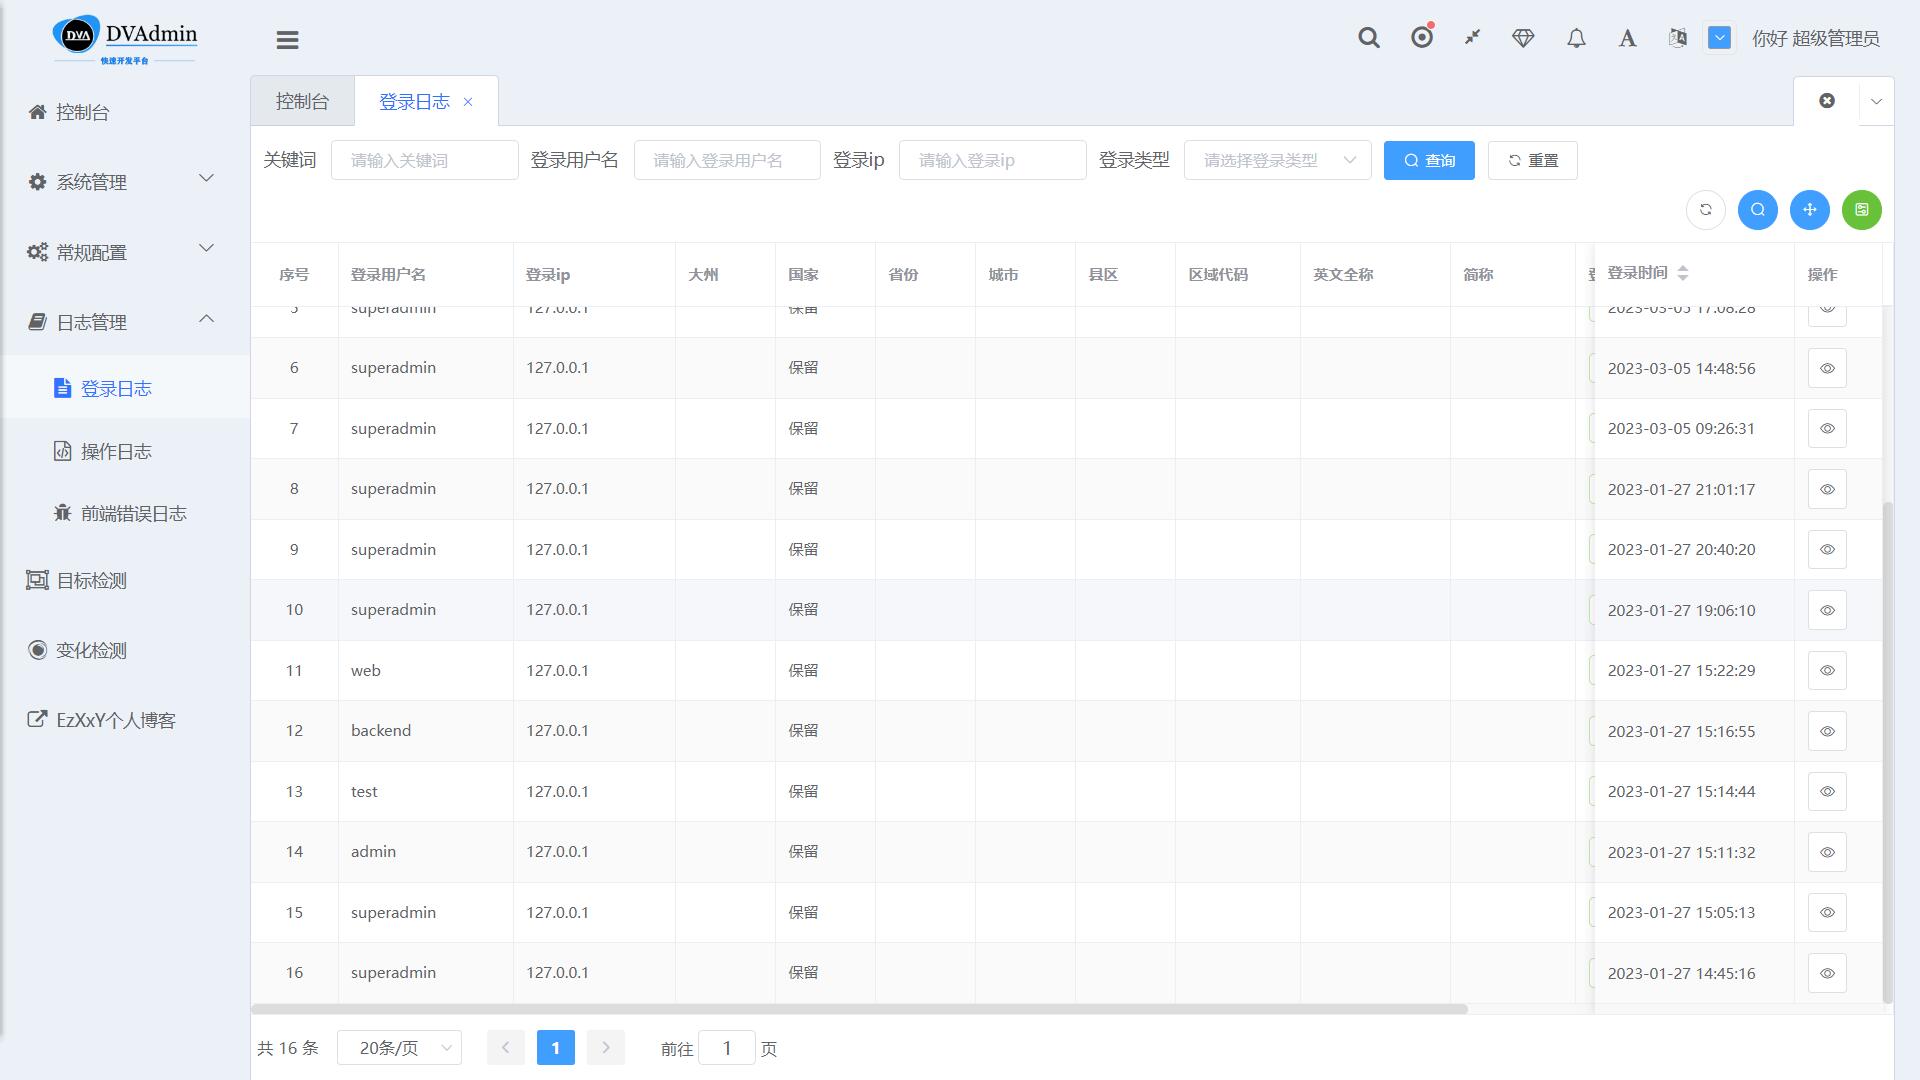 DVA DVAdmin
快速开发平台
你好 超级管理员
控制台
系统管理
常规配置
日志管理
登录日志
操作日志
前端错误日志
目标检测
变化检测
EzXxY个人博客
控制台 登录日志
关键词 请输入关键词 登录用户名 请输入登录用户名 登录ip 请输入登录ip 登录类型 请选择登录类型 查询 重置
序号 登录用户名 登录ip 大州 国家 省份 城市 县区 区域代码 英文全称 简称 登录时间 操作
5 superadmin 127.0.0.1 保留 2023-03-05 17:08:28
6 superadmin 127.0.0.1 保留 2023-03-05 14:48:56
7 superadmin 127.0.0.1 保留 2023-03-05 09:26:31
8 superadmin 127.0.0.1 保留 2023-01-27 21:01:17
9 superadmin 127.0.0.1 保留 2023-01-27 20:40:20
10 superadmin 127.0.0.1 保留 2023-01-27 19:06:10
11 web 127.0.0.1 保留 2023-01-27 15:22:29
12 backend 127.0.0.1 保留 2023-01-27 15:16:55
13 test 127.0.0.1 保留 2023-01-27 15:14:44
14 admin 127.0.0.1 保留 2023-01-27 15:11:32
15 superadmin 127.0.0.1 保留 2023-01-27 15:05:13
16 superadmin 127.0.0.1 保留 2023-01-27 14:45:16
共 16 条 20条/页 1 前往 1 页